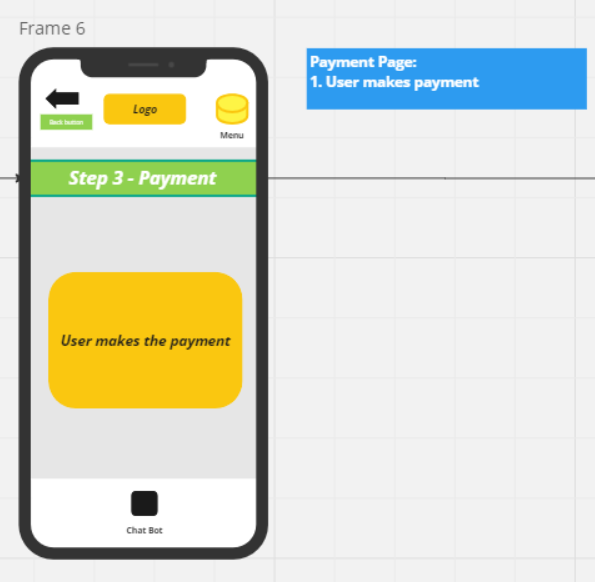 Frame 6
Payment Page:
1. User makes payment
Back button
Logo
Menu
Step 3 - Payment
User makes the payment
Chat Bot